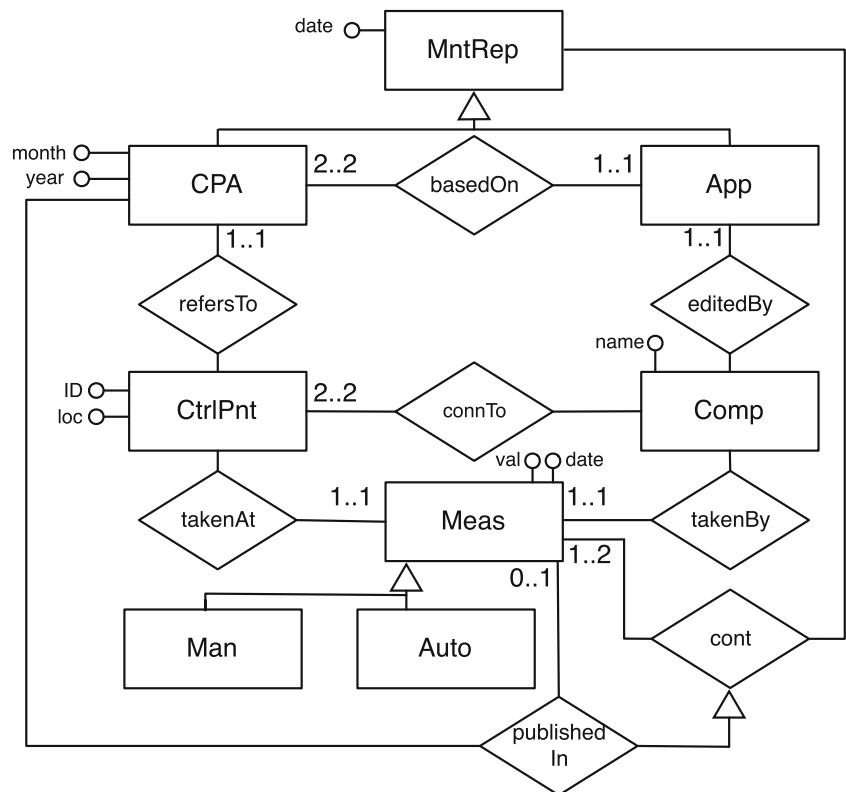 date
MntRep
month
year
CPA
2..2
basedOn
1..1
App
1..1
1..1
refersTo
editedBy
name
ID
loc
CtrlPnt
2..2
connTo
Comp
val
date
takenAt
1..1
Meas
1..1
takenBy
1..2
0..1
Man
Auto
cont
published
In